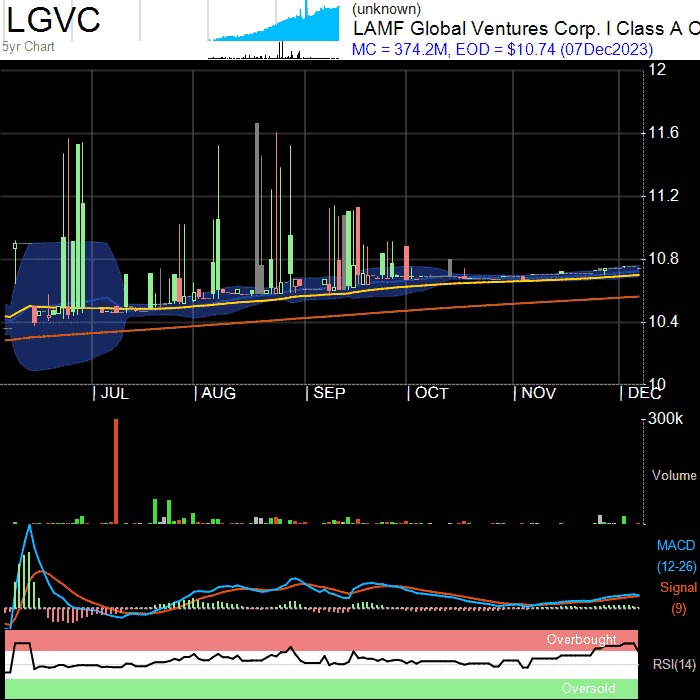 LGVC
5yr Chart
(unknown)
LAMF Global Ventures Corp. I Class A O
MC = 374.2M, EOD = $10.74 (07Dec2023)
12
11.6
11.2
10.8
10.4
10
JUL AUG SEP OCT NOV DEC
300k
Volume
MACD
(12-26)
Signal
(9)
Overbought
RSI(14)
Oversold